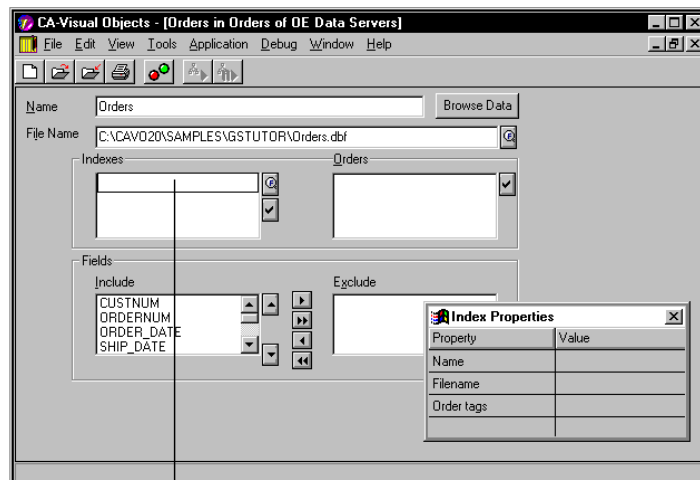 CA-Visual Objects - [Orders in Orders of OE Data Servers]
File Edit View Tools Application Debug Window Help
Name Orders Browse Data
File Name C:\CAVO20\SAMPLES\GSTUTOR\Orders.dbf
Indexes Orders
Fields
Include Exclude
CUSTNUM
ORDERNUM
ORDER_DATE
SHIP_DATE
Index Properties
Property Value
Name
Filename
Order tags